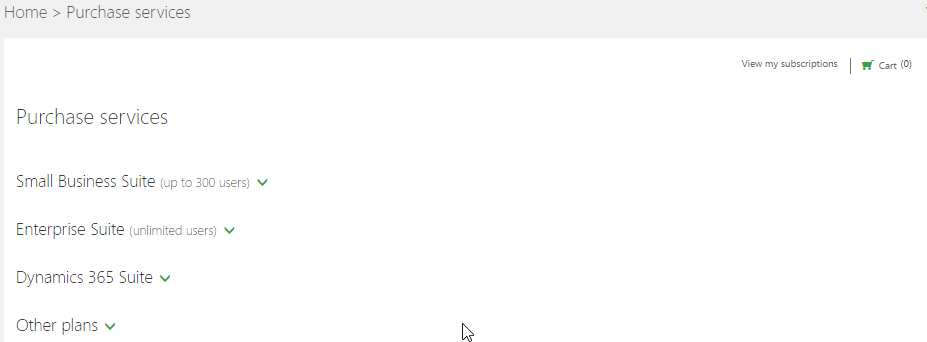 Home > Purchase services
View my subscriptions | Cart (0)
Purchase services
Small Business Suite (up to 300 users)
Enterprise Suite (unlimited users)
Dynamics 365 Suite
Other plans